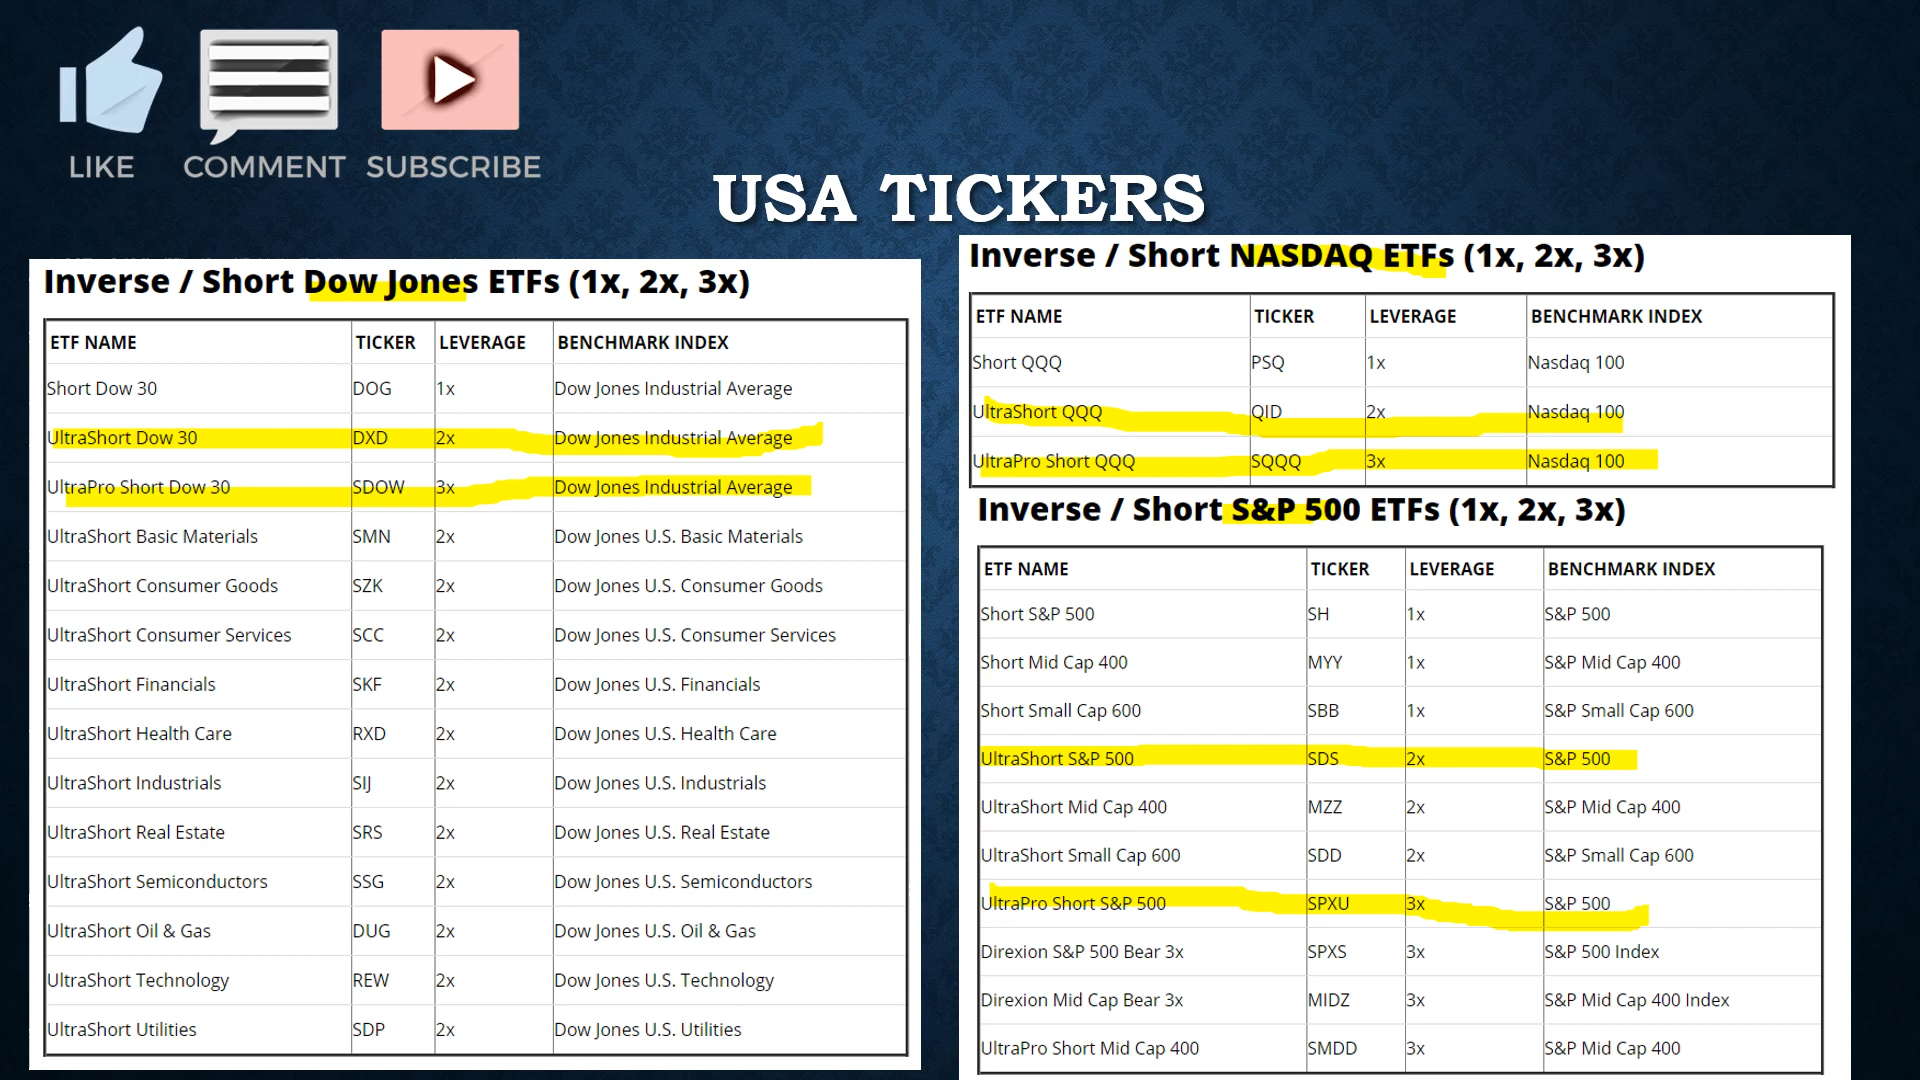 LIKE COMMENT SUBSCRIBE
USA TICKERS
Inverse / Short Dow Jones ETFs (1x, 2x, 3x)
ETF NAME TICKER LEVERAGE BENCHMARK INDEX
Short Dow 30 DOG 1x Dow Jones Industrial Average
UltraShort Dow 30 DXD 2x Dow Jones Industrial Average
UltraPro Short Dow 30 SDOW 3x Dow Jones Industrial Average
UltraShort Basic Materials SMN 2x Dow Jones U.S. Basic Materials
UltraShort Consumer Goods SZK 2x Dow Jones U.S. Consumer Goods
UltraShort Consumer Services SCC 2x Dow Jones U.S. Consumer Services
UltraShort Financials SKF 2x Dow Jones U.S. Financials
UltraShort Health Care RXD 2x Dow Jones U.S. Health Care
UltraShort Industrials SIJ 2x Dow Jones U.S. Industrials
UltraShort Real Estate SRS 2x Dow Jones U.S. Real Estate
UltraShort Semiconductors SSG 2x Dow Jones U.S. Semiconductors
UltraShort Oil & Gas DUG 2x Dow Jones U.S. Oil & Gas
UltraShort Technology REW 2x Dow Jones U.S. Technology
UltraShort Utilities SDP 2x Dow Jones U.S. Utilities
Inverse / Short NASDAQ ETFs (1x, 2x, 3x)
ETF NAME TICKER LEVERAGE BENCHMARK INDEX
Short QQQ PSQ 1x Nasdaq 100
UltraShort QQQ QID 2x Nasdaq 100
UltraPro Short QQQ SQQQ 3x Nasdaq 100
Inverse / Short S&P 500 ETFs (1x, 2x, 3x)
ETF NAME TICKER LEVERAGE BENCHMARK INDEX
Short S&P 500 SH 1x S&P 500
Short Mid Cap 400 MYY 1x S&P Mid Cap 400
Short Small Cap 600 SBB 1x S&P Small Cap 600
UltraShort S&P 500 SDS 2x S&P 500
UltraShort Mid Cap 400 MZZ 2x S&P Mid Cap 400
UltraShort Small Cap 600 SDD 2x S&P Small Cap 600
UltraPro Short S&P 500 SPXU 3x S&P 500
Direxion S&P 500 Bear 3x SPXS 3x S&P 500 Index
Direxion Mid Cap Bear 3x MIDZ 3x S&P Mid Cap 400 Index
UltraPro Short Mid Cap 400 SMDD 3x S&P Mid Cap 400